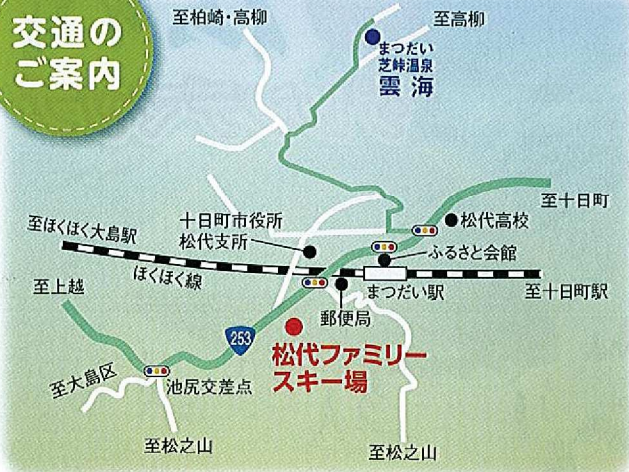 交通の
ご案内
至柏崎・高柳
至高柳
まつだい
芝峠温泉
雲海
至十日町
松代高校
十日町市役所
松代支所
ふるさと会館
至ほくほく大島駅
ほくほく線
まつだい駅
至十日町駅
至上越
郵便局
253
松代ファミリー
スキー場
至大島区
池尻交差点
至松之山
至松之山